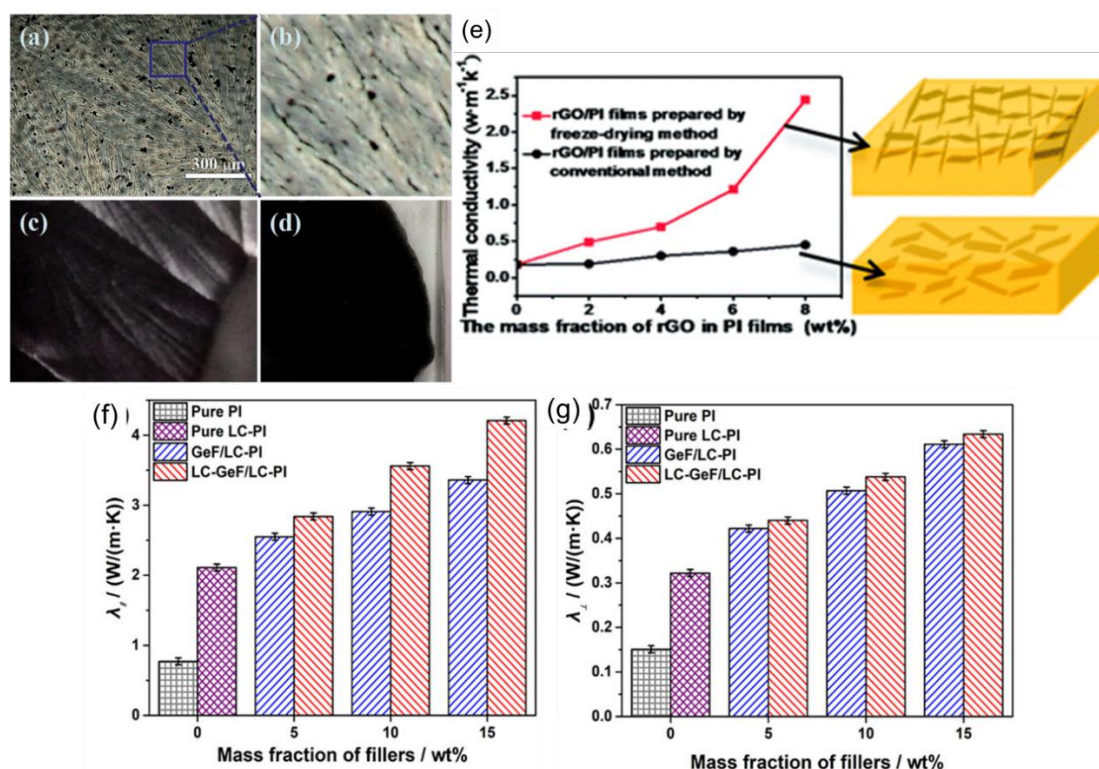 (a)
(b)
300 μm
(c)
(d)
(e)
Thermal conductivity (wm⁻¹k⁻¹)
2.5
2.0
1.5
1.0
0.5
0.0
rGO/PI films prepared by
freeze-drying method
rGO/PI films prepared by
conventional method
0 2 4 6 8
The mass fraction of rGO in PI films (wt%)
(f) )
Pure PI
Pure LC-PI
GeF/LC-PI
LC-GeF/LC-PI
4
3
2
1
0
/ (W/(m·K))
0 5 10 15
Mass fraction of fillers / wt%
(g)
Pure PI
Pure LC-PI
GeF/LC-PI
LC-GeF/LC-PI
0.7
0.6
0.5
0.4
0.3
0.2
0.1
0.0
/ (W/(m·K))
0 5 10 15
Mass fraction of fillers / wt%